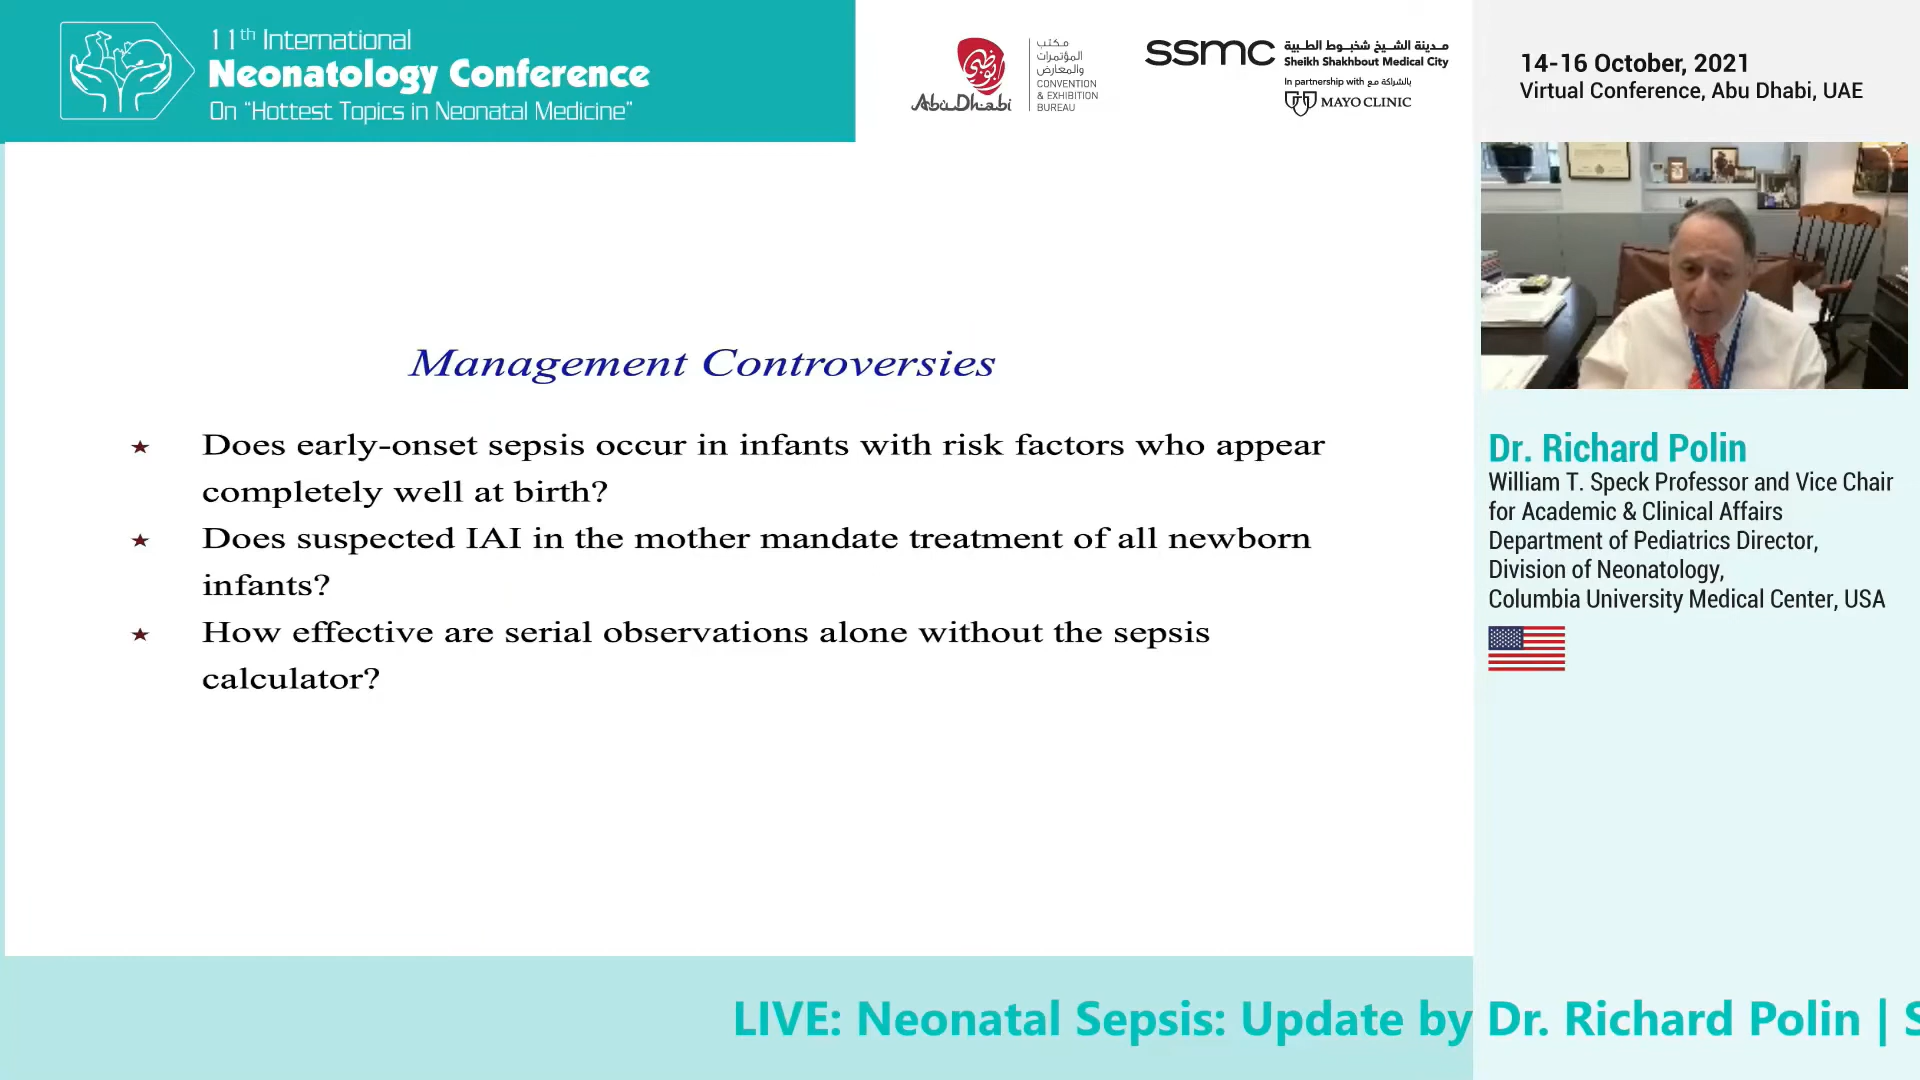 11th International
Neonatology Conference
On “Hottest Topics in Neonatal Medicine”
أبوظبي
AbuDhabi
مكتب
المؤتمرات
والمعارض
CONVENTION
& EXHIBITION
BUREAU
ssmc
مدينة الشيخ شخبوط الطبية
Sheikh Shakhbout Medical City
In partnership with بالشراكة مع
MAYO CLINIC
14-16 October, 2021
Virtual Conference, Abu Dhabi, UAE
Management Controversies
Does early-onset sepsis occur in infants with risk factors who appear
completely well at birth?
Does suspected IAI in the mother mandate treatment of all newborn
infants?
How effective are serial observations alone without the sepsis
calculator?
Dr. Richard Polin
William T. Speck Professor and Vice Chair
for Academic & Clinical Affairs
Department of Pediatrics Director,
Division of Neonatology,
Columbia University Medical Center, USA
LIVE: Neonatal Sepsis: Update by Dr. Richard Polin | S